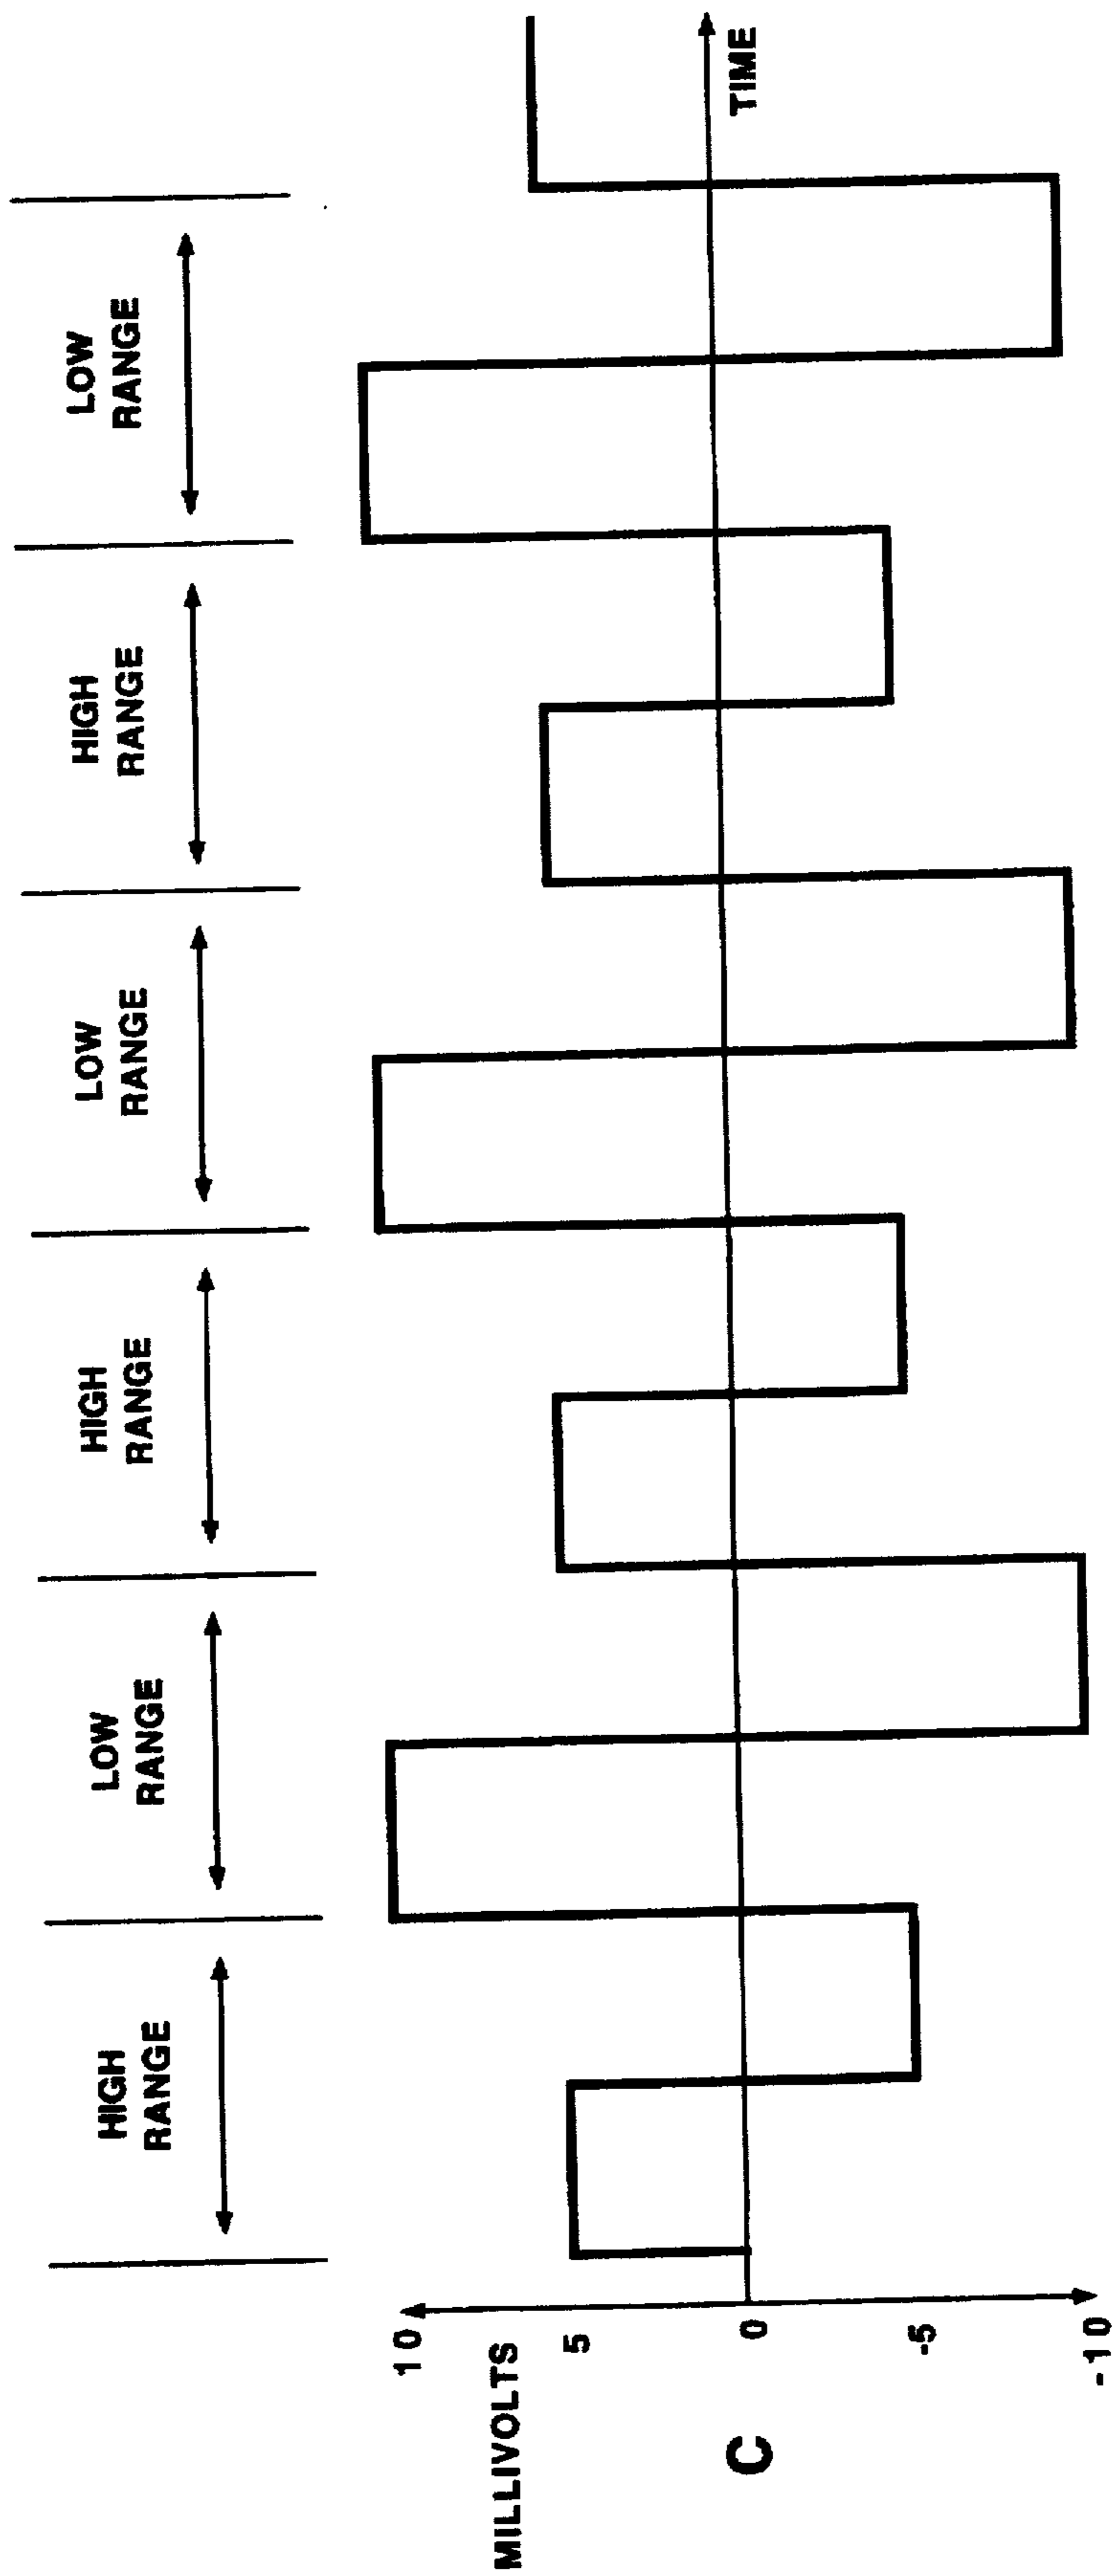 HIGH
RANGE
LOW
RANGE
HIGH
RANGE
LOW
RANGE
HIGH
RANGE
LOW
RANGE
MILLIVOLTS
10
5
0
-5
-10
TIME
C